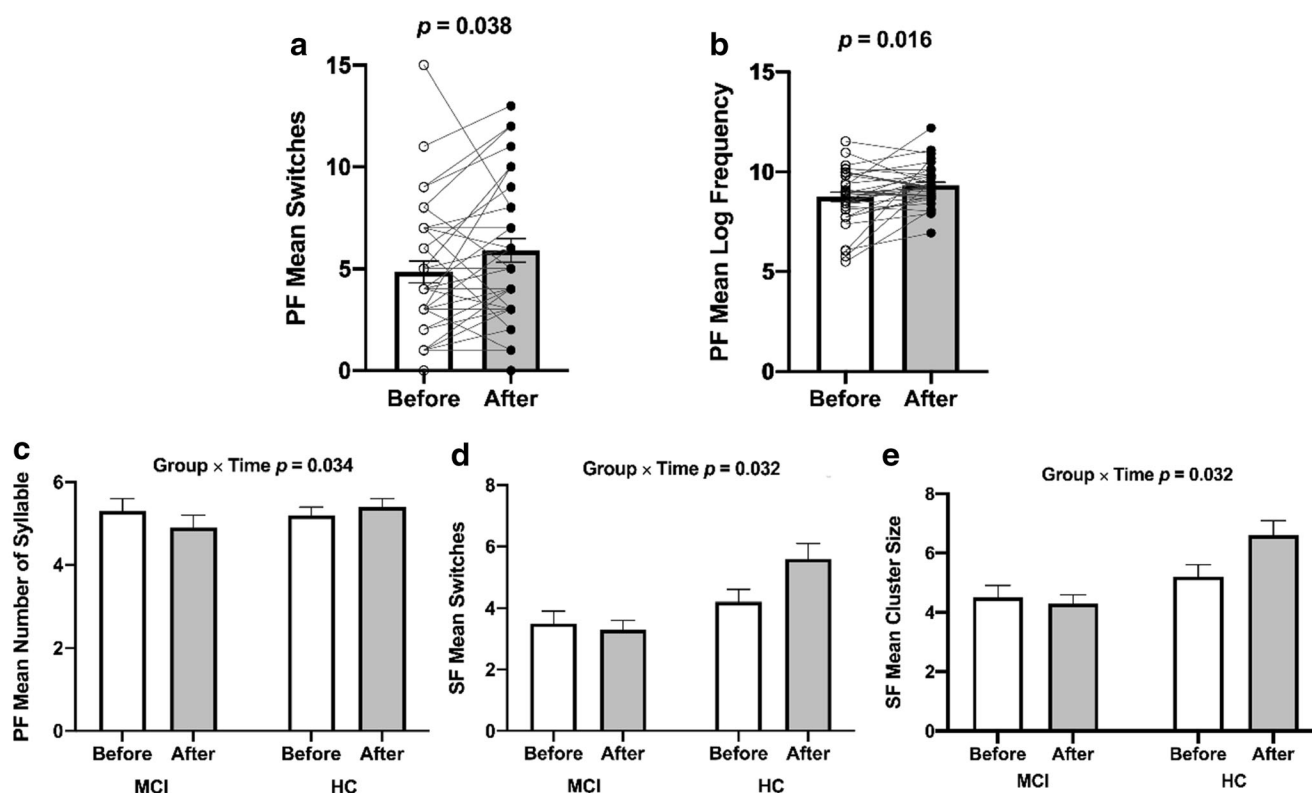 a
p = 0.038
PF Mean Switches
15
10
5
0
Before After
b
p = 0.016
PF Mean Log Frequency
15
10
5
0
Before After
c
Group × Time p = 0.034
PF Mean Number of Syllable
6
4
2
0
Before After Before After
MCI HC
d
Group × Time p = 0.032
SF Mean Switches
8
6
4
2
0
Before After Before After
MCI HC
e
Group × Time p = 0.032
SF Mean Cluster Size
8
6
4
2
0
Before After Before After
MCI HC